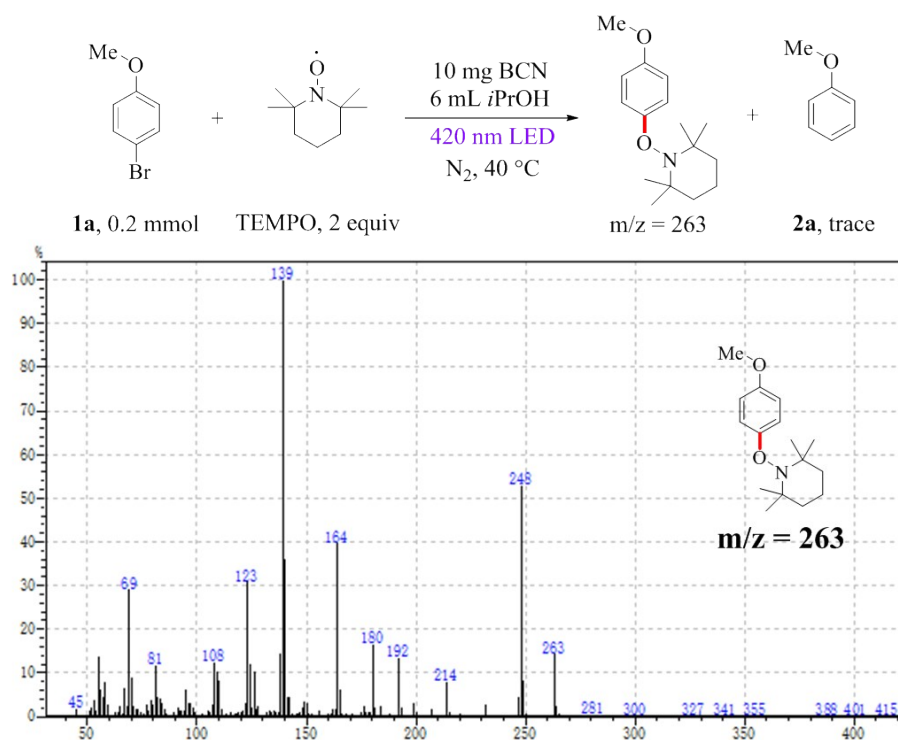 Me
O
Br
+
O
N
10 mg BCN
6 mL iPrOH
420 nm LED
N₂, 40 °C
Me
O
O
N
+
Me
O
1a, 0.2 mmol
TEMPO, 2 equiv
m/z = 263
2a, trace
%
100
90
80
70
60
50
40
30
20
10
0
45
69
81
108
123
139
164
180
192
214
248
263
281
300
327
341
355
388
401
415
Me
O
O
N
m/z = 263
50
100
150
200
250
300
350
400